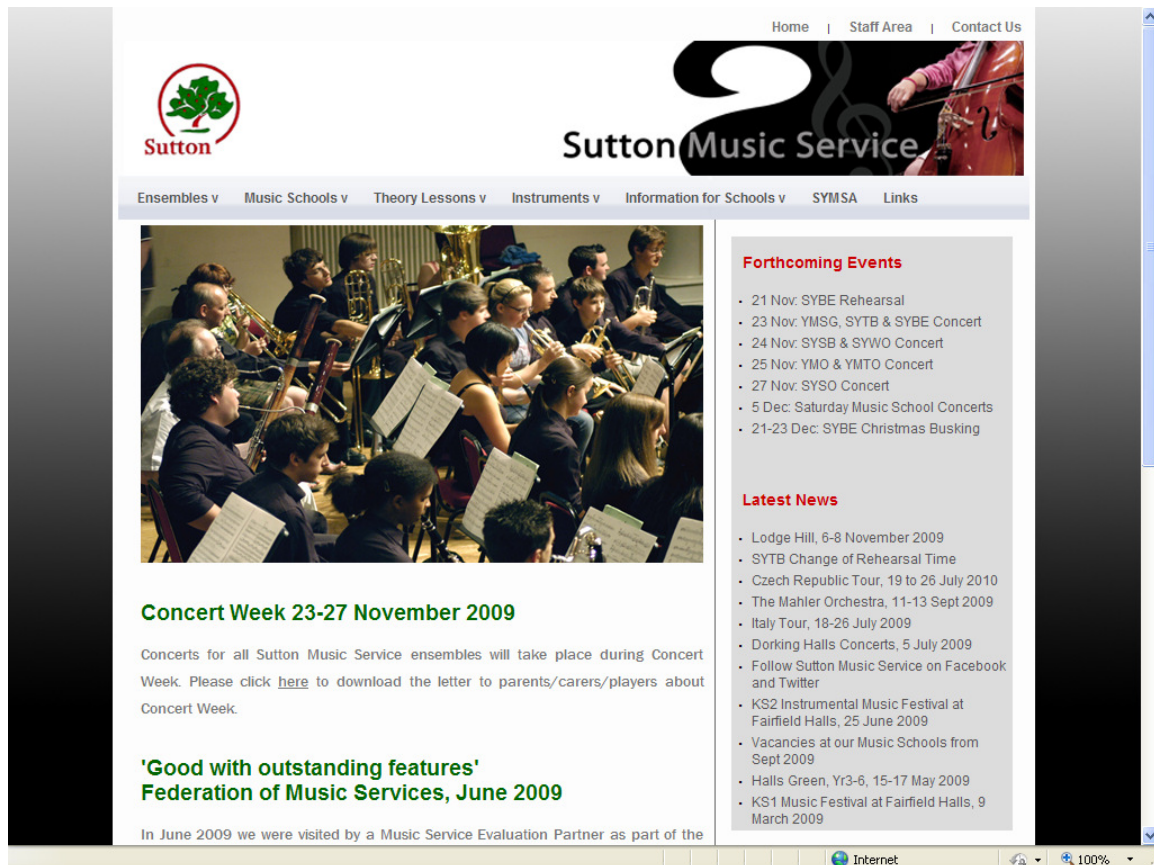 Home | Staff Area | Contact Us
Sutton
Sutton Music Service
Ensembles v Music Schools v Theory Lessons v Instruments v Information for Schools v SYMSA Links
Forthcoming Events
· 21 Nov: SYBE Rehearsal
· 23 Nov: YMSG, SYTB & SYBE Concert
· 24 Nov: SYSB & SYWO Concert
· 25 Nov: YMO & YMTO Concert
· 27 Nov: SYSO Concert
· 5 Dec: Saturday Music School Concerts
· 21-23 Dec: SYBE Christmas Busking
Latest News
· Lodge Hill, 6-8 November 2009
· SYTB Change of Rehearsal Time
· Czech Republic Tour, 19 to 26 July 2010
· The Mahler Orchestra, 11-13 Sept 2009
· Italy Tour, 18-26 July 2009
· Dorking Halls Concerts, 5 July 2009
· Follow Sutton Music Service on Facebook
and Twitter
· KS2 Instrumental Music Festival at
Fairfield Halls, 25 June 2009
· Vacancies at our Music Schools from
Sept 2009
· Halls Green, Yr3-6, 15-17 May 2009
· KS1 Music Festival at Fairfield Halls, 9
March 2009
Concert Week 23-27 November 2009
Concerts for all Sutton Music Service ensembles will take place during Concert
Week. Please click here to download the letter to parents/carers/players about
Concert Week.
'Good with outstanding features'
Federation of Music Services, June 2009
In June 2009 we were visited by a Music Service Evaluation Partner as part of the
Internet 100%